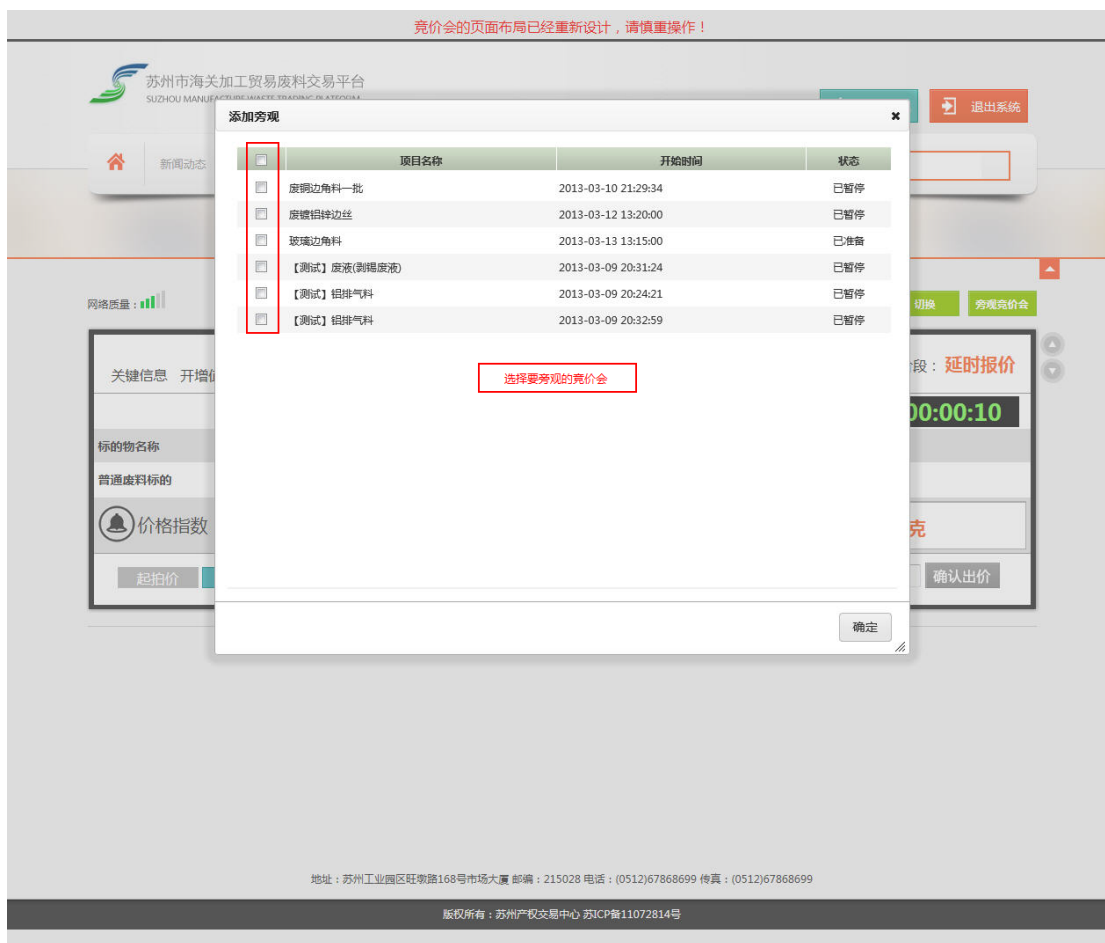 竞价会的页面布局已经重新设计，请慎重操作！
苏州市海关加工贸易废料交易平台
SUZHOU MANUFACTURE WASTE TRADING PLATFORM
退出系统
添加旁观
新闻动态
项目名称 开始时间 状态
废铜边角料一批 2013-03-10 21:29:34 已暂停
废镀铝锌边丝 2013-03-12 13:20:00 已暂停
玻璃边角料 2013-03-13 13:15:00 已准备
【测试】废液(剥锡废液) 2013-03-09 20:31:24 已暂停
【测试】铝排气料 2013-03-09 20:24:21 已暂停
【测试】铝排气料 2013-03-09 20:32:59 已暂停
网络质量：
切换 旁观竞价会
选择要旁观的竞价会
关键信息 开增
段：延时报价
00:00:10
标的物名称
普通废料标的
价格指数
克
起拍价
确认出价
确定
地址：苏州工业园区旺墩路168号市场大厦 邮编：215028 电话：(0512)67868699 传真：(0512)67868699
版权所有：苏州产权交易中心 苏ICP备11072814号